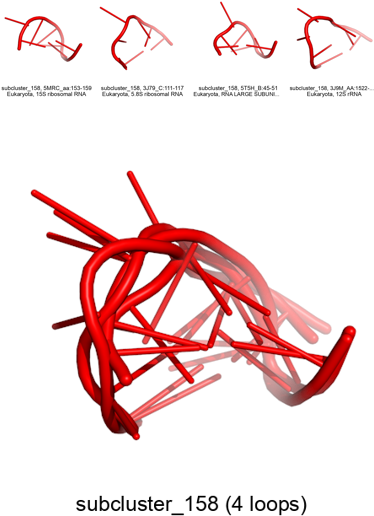 subcluster_158, 5MRC_aa:153-159
Eukaryota, 15S ribosomal RNA
subcluster_158, 3J79_C:111-117
Eukaryota, 5.8S ribosomal RNA
subcluster_158, 5T5H_B:45-51
Eukaryota, RNA LARGE SUBUNI...
subcluster_158, 3J9M_AA:1522-...
Eukaryota, 12S rRNA
subcluster_158 (4 loops)